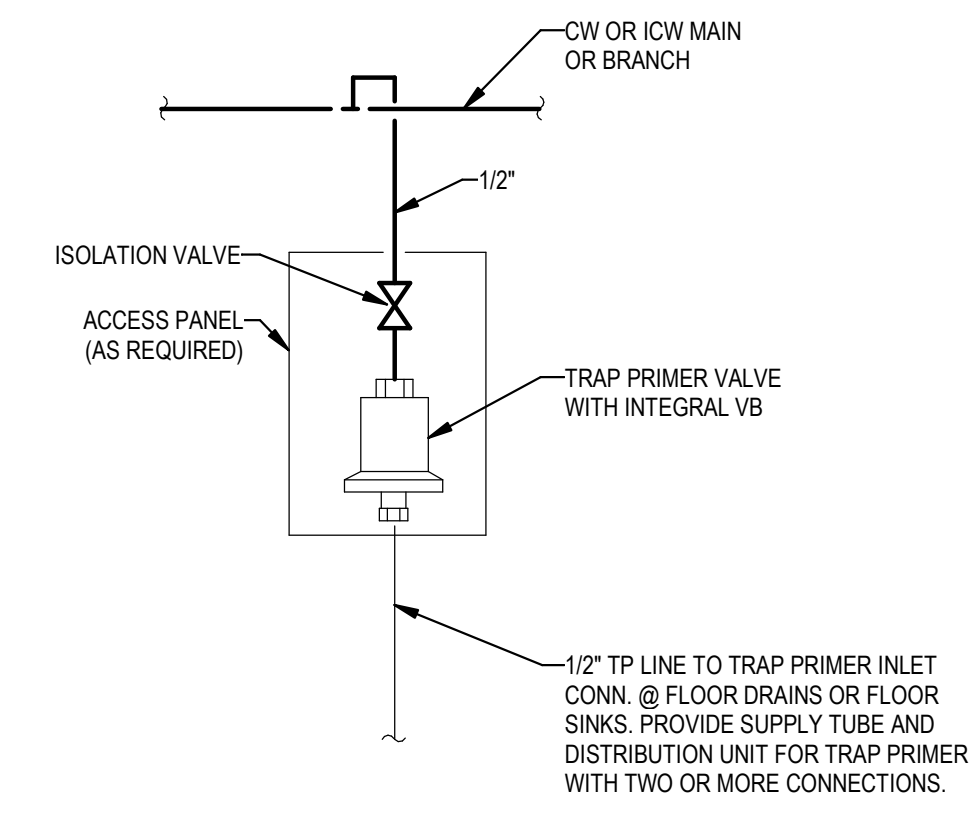 CW OR ICW MAIN
OR BRANCH
1/2"
ISOLATION VALVE
ACCESS PANEL
(AS REQUIRED)
TRAP PRIMER VALVE
WITH INTEGRAL VB
1/2" TP LINE TO TRAP PRIMER INLET
CONN. @ FLOOR DRAINS OR FLOOR
SINKS. PROVIDE SUPPLY TUBE AND
DISTRIBUTION UNIT FOR TRAP PRIMER
WITH TWO OR MORE CONNECTIONS.